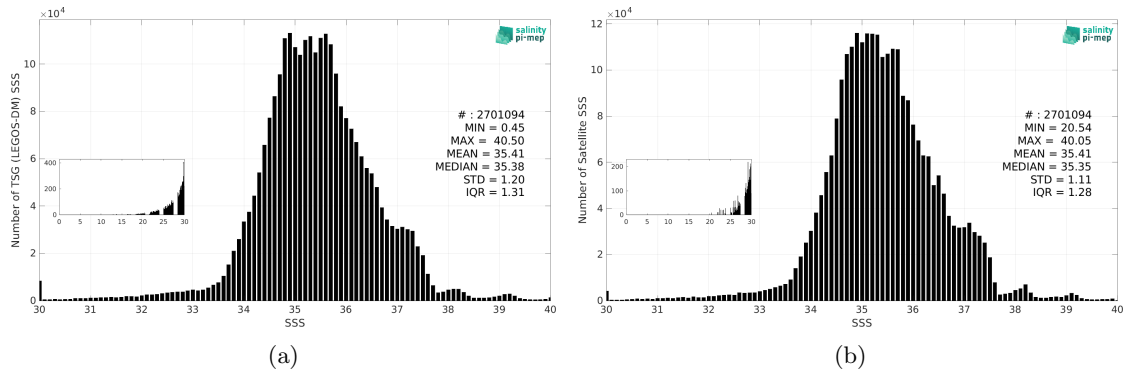 ×10⁴
salinity
pi-mep
Number of TSG (LEGOS-DM) SSS
10
8
6
4
2
0
# : 2701094
MIN = 0.45
MAX = 40.50
MEAN = 35.41
MEDIAN = 35.38
STD = 1.20
IQR = 1.31
400
200
0
0 5 10 15 20 25 30
30 31 32 33 34 35 36 37 38 39 40
SSS
(a)
12 ×10⁴
salinity
pi-mep
Number of Satellite SSS
10
8
6
4
2
0
# : 2701094
MIN = 20.54
MAX = 40.05
MEAN = 35.41
MEDIAN = 35.35
STD = 1.11
IQR = 1.28
200
100
0
0 5 10 15 20 25 30
30 31 32 33 34 35 36 37 38 39 40
SSS
(b)